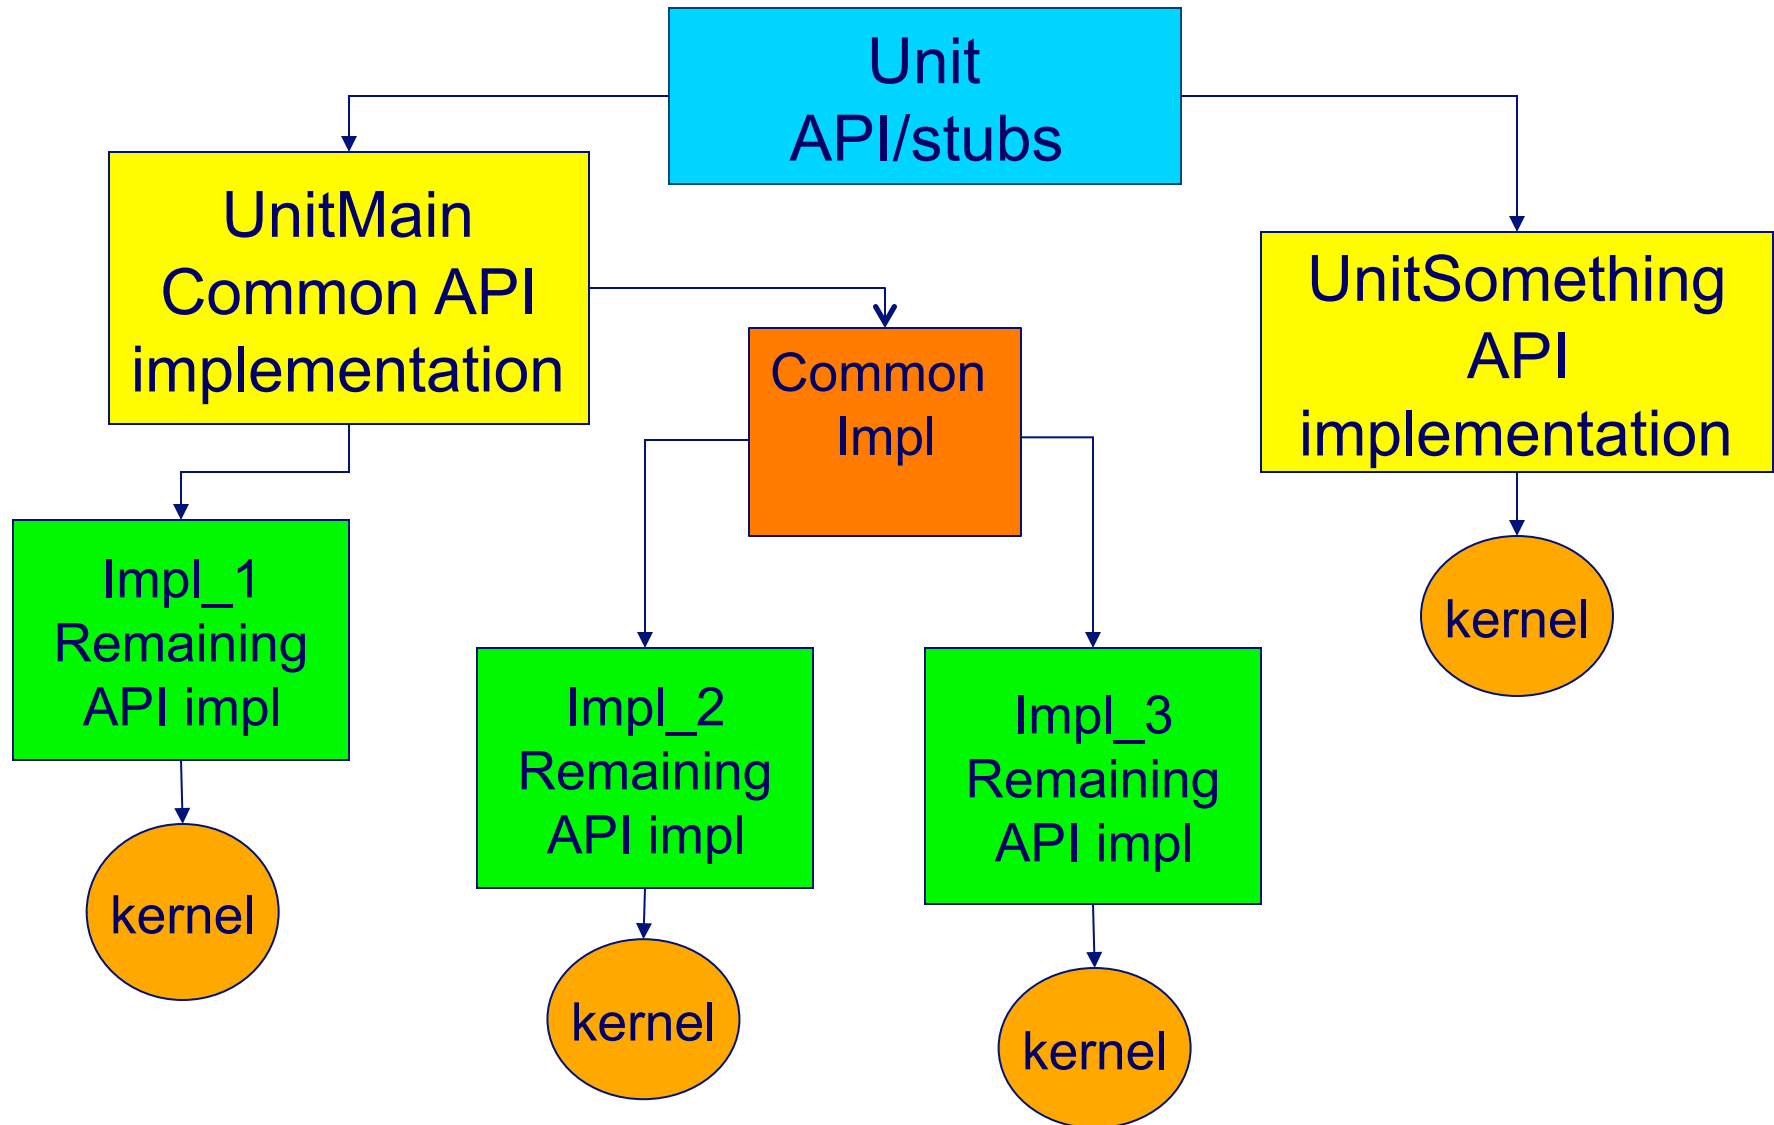 Unit
API/stubs
UnitMain
Common API
implementation
UnitSomething
API
implementation
Common
Impl
Impl_1
Remaining
API impl
kernel
Impl_2
Remaining
API impl
Impl_3
Remaining
API impl
kernel
kernel
kernel